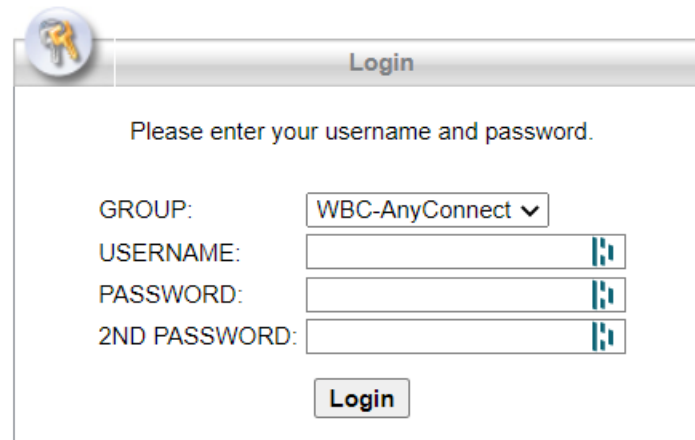 Login
Please enter your username and password.
GROUP: WBC-AnyConnect
USERNAME:
PASSWORD:
2ND PASSWORD:
Login